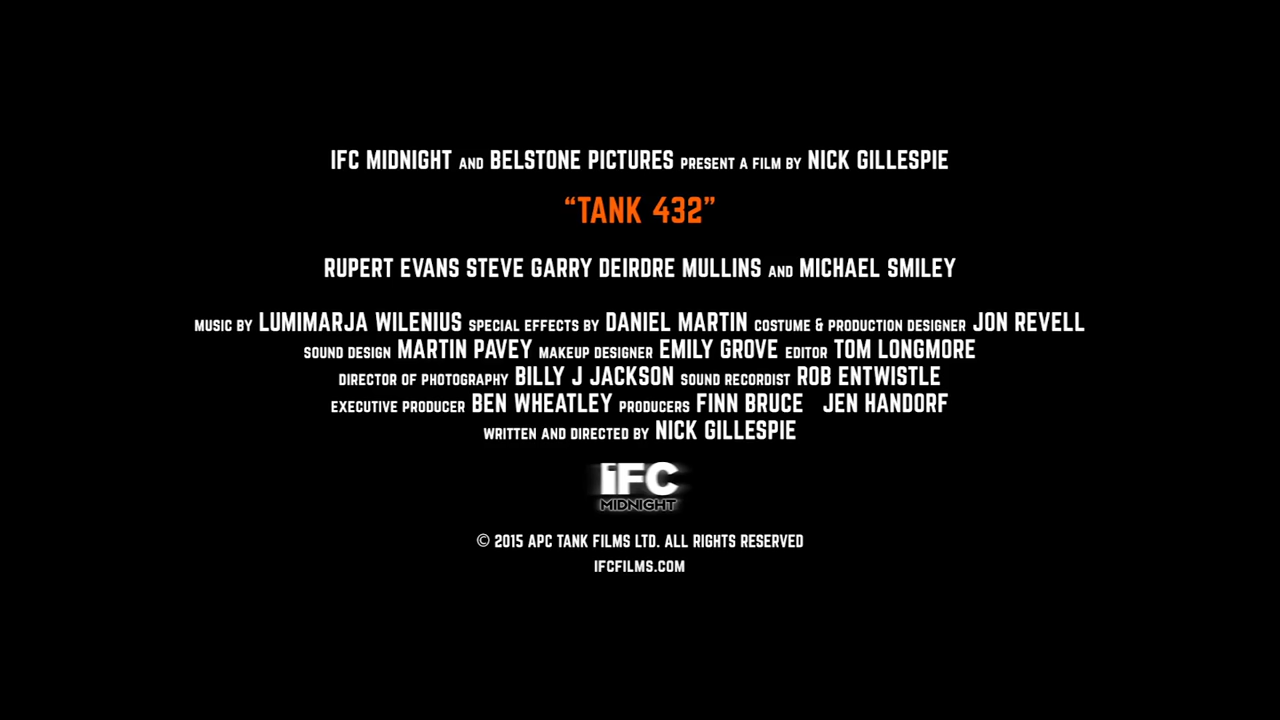 IFC MIDNIGHT AND BELSTONE PICTURES PRESENT A FILM BY NICK GILLESPIE
“TANK 432”
RUPERT EVANS STEVE GARRY DEIRDRE MULLINS AND MICHAEL SMILEY
MUSIC BY LUMIMARJA WILENIUS SPECIAL EFFECTS BY DANIEL MARTIN COSTUME & PRODUCTION DESIGNER JON REVELL
SOUND DESIGN MARTIN PAVEY MAKEUP DESIGNER EMILY GROVE EDITOR TOM LONGMORE
DIRECTOR OF PHOTOGRAPHY BILLY J JACKSON SOUND RECORDIST ROB ENTWISTLE
EXECUTIVE PRODUCER BEN WHEATLEY PRODUCERS FINN BRUCE JEN HANDORF
WRITTEN AND DIRECTED BY NICK GILLESPIE
iFC
MIDNIGHT
© 2015 APC TANK FILMS LTD. ALL RIGHTS RESERVED
IFCFILMS.COM